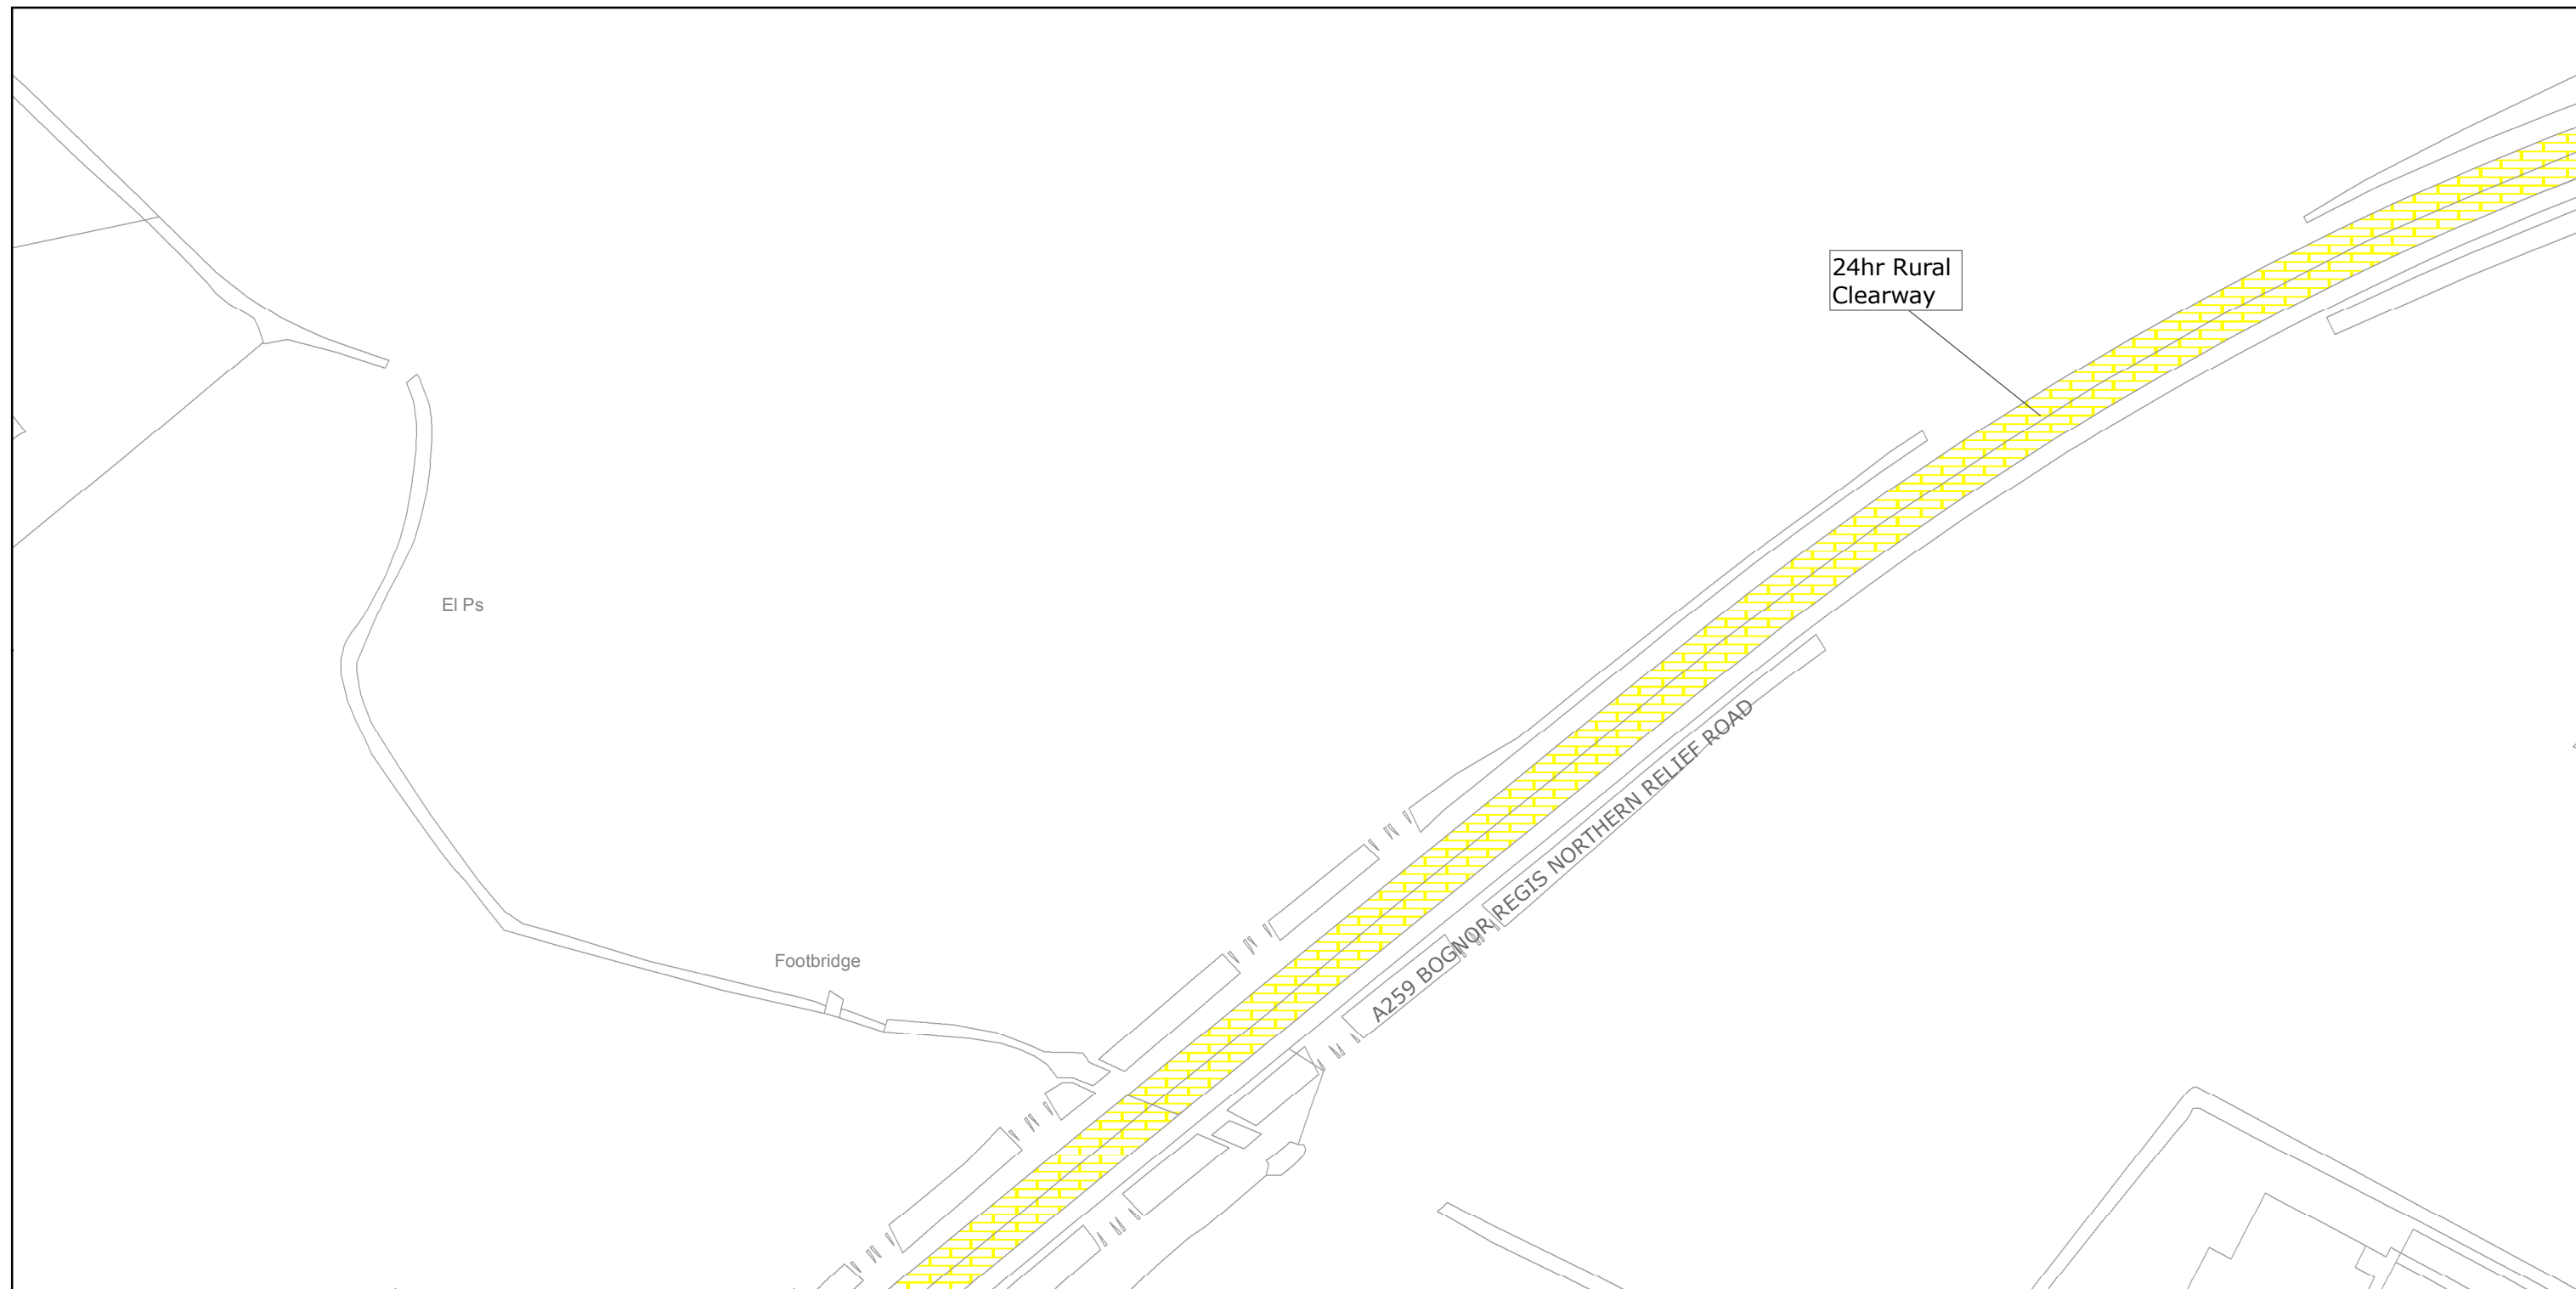 24hr Rural
Clearway
El Ps
A259 BOGNOR REGIS NORTHERN RELIEF ROAD
Footbridge